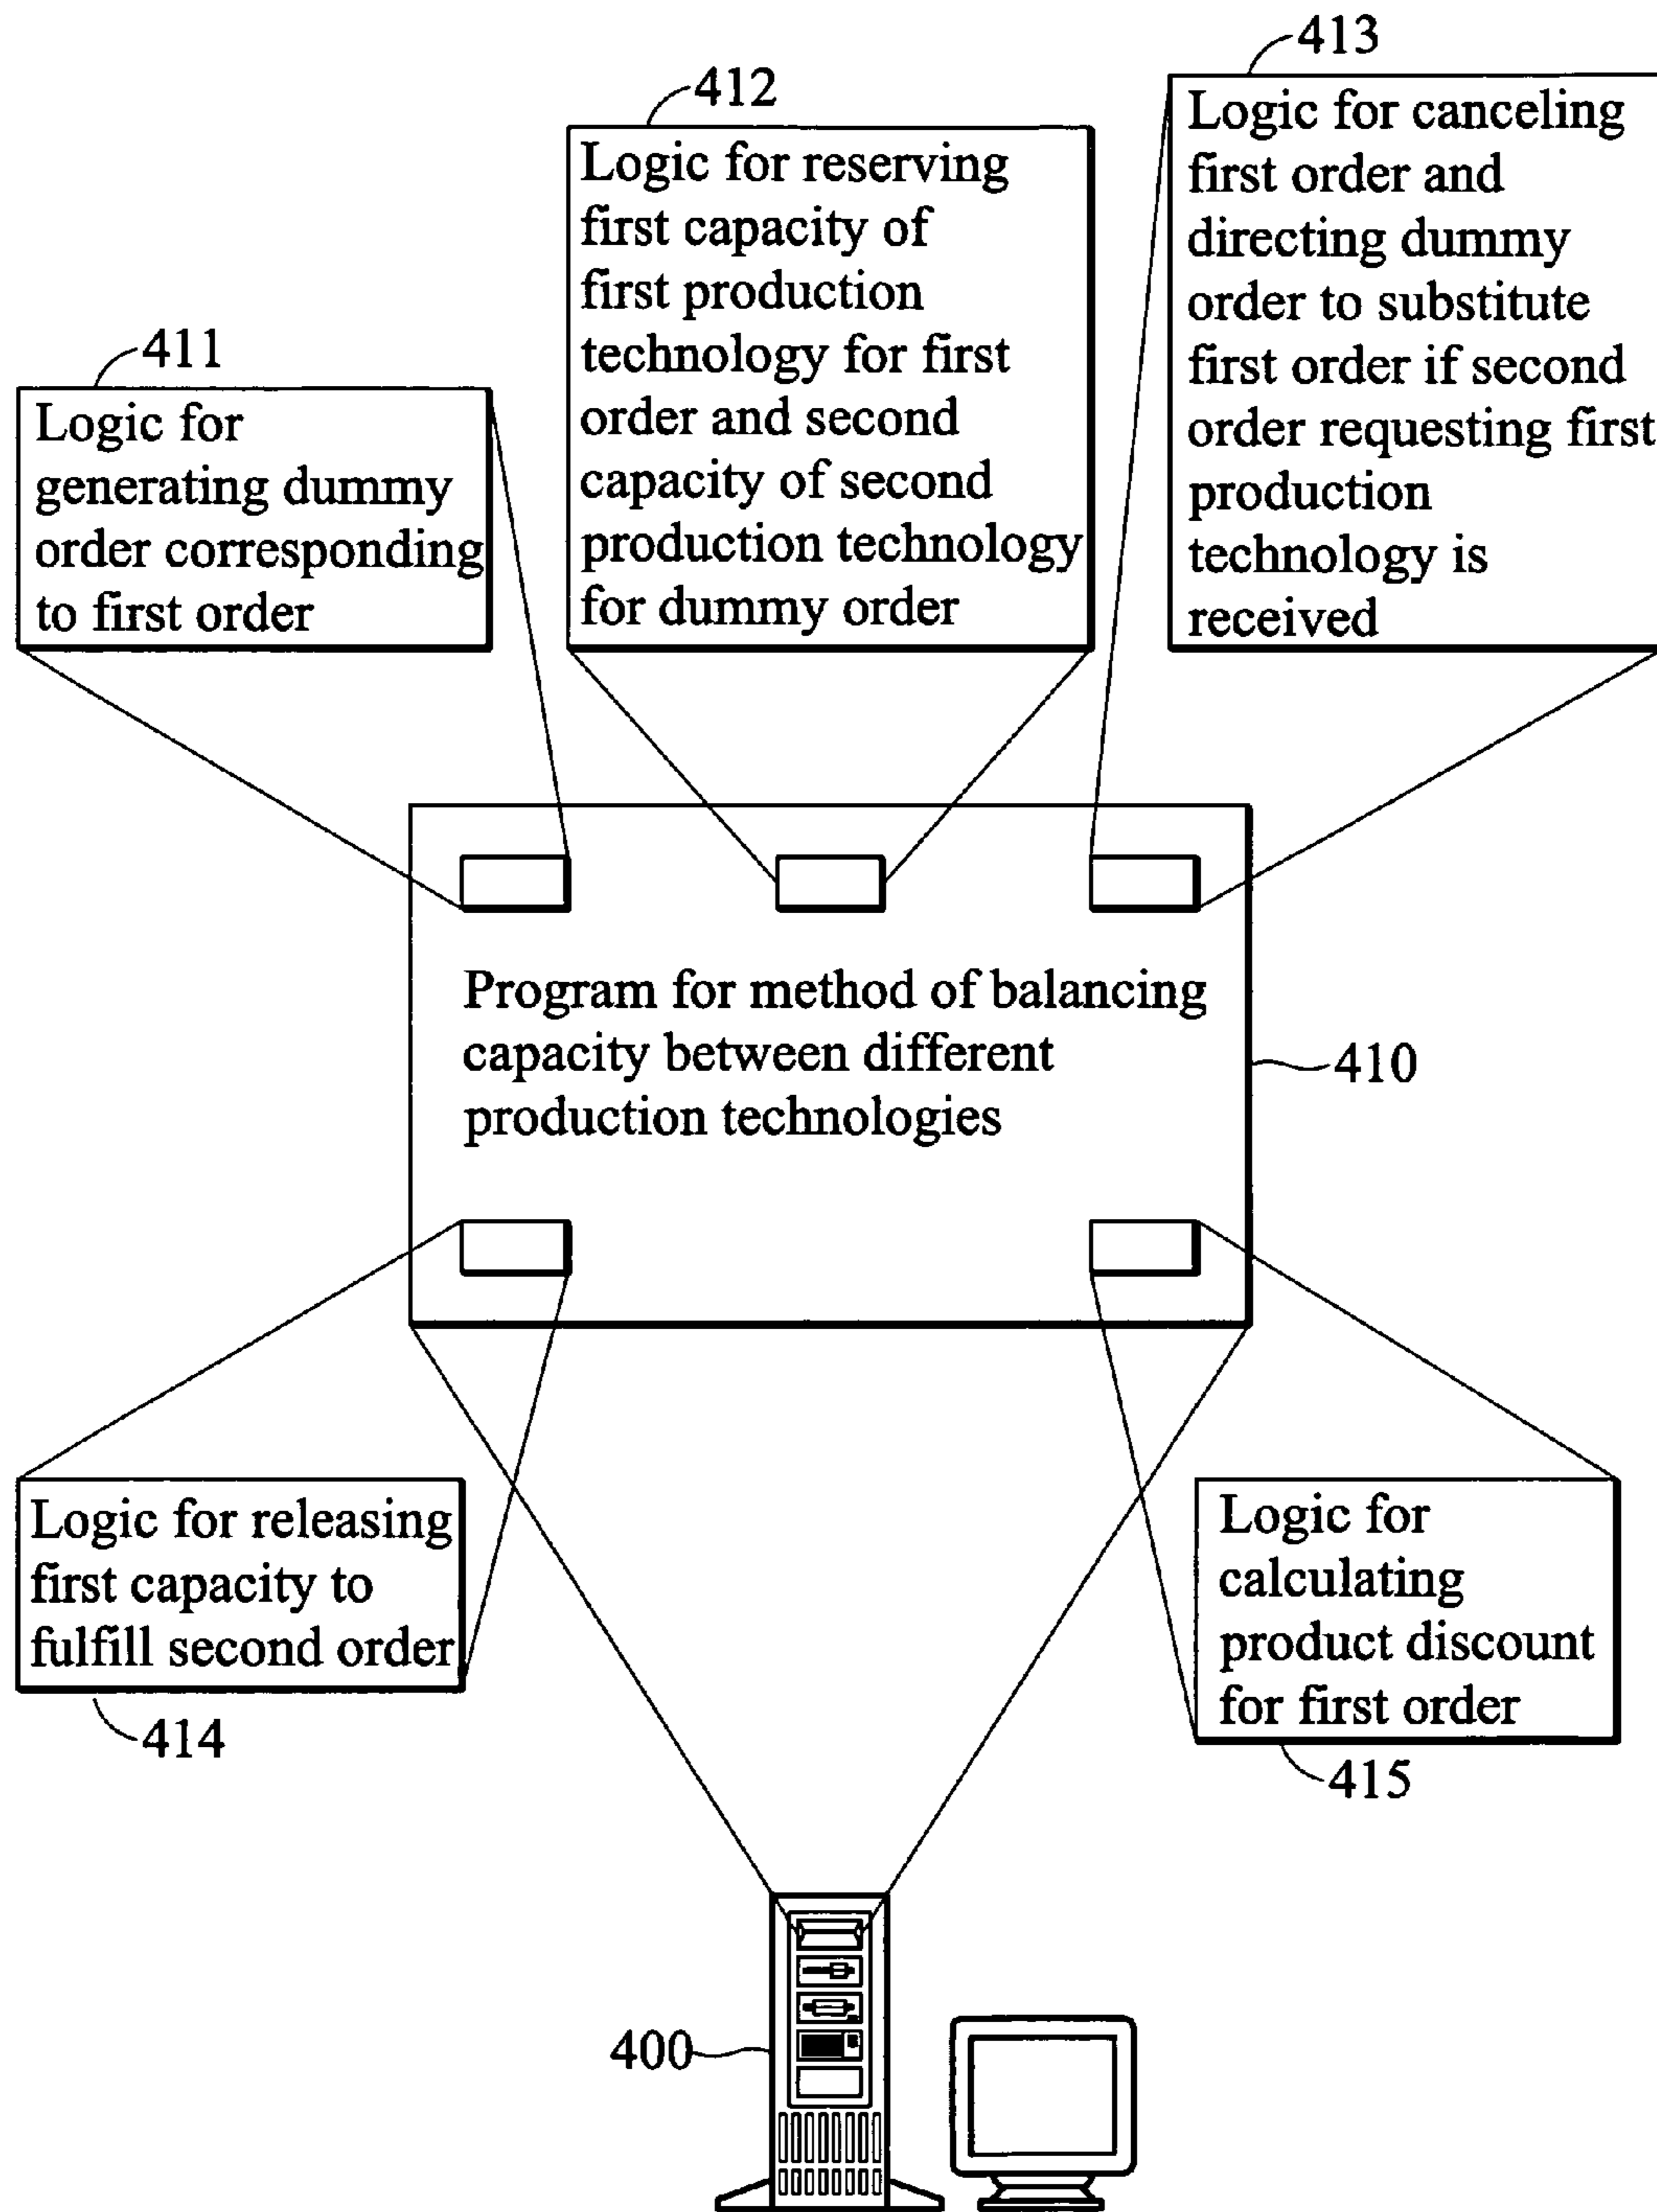 413
Logic for canceling
first order and
directing dummy
order to substitute
first order if second
order requesting first
production
technology is
received
412
Logic for reserving
first capacity of
first production
technology for first
order and second
capacity of second
production technology
for dummy order
411
Logic for
generating dummy
order corresponding
to first order
Program for method of balancing
capacity between different
production technologies
410
Logic for releasing
first capacity to
fulfill second order
414
Logic for
calculating
product discount
for first order
415
400